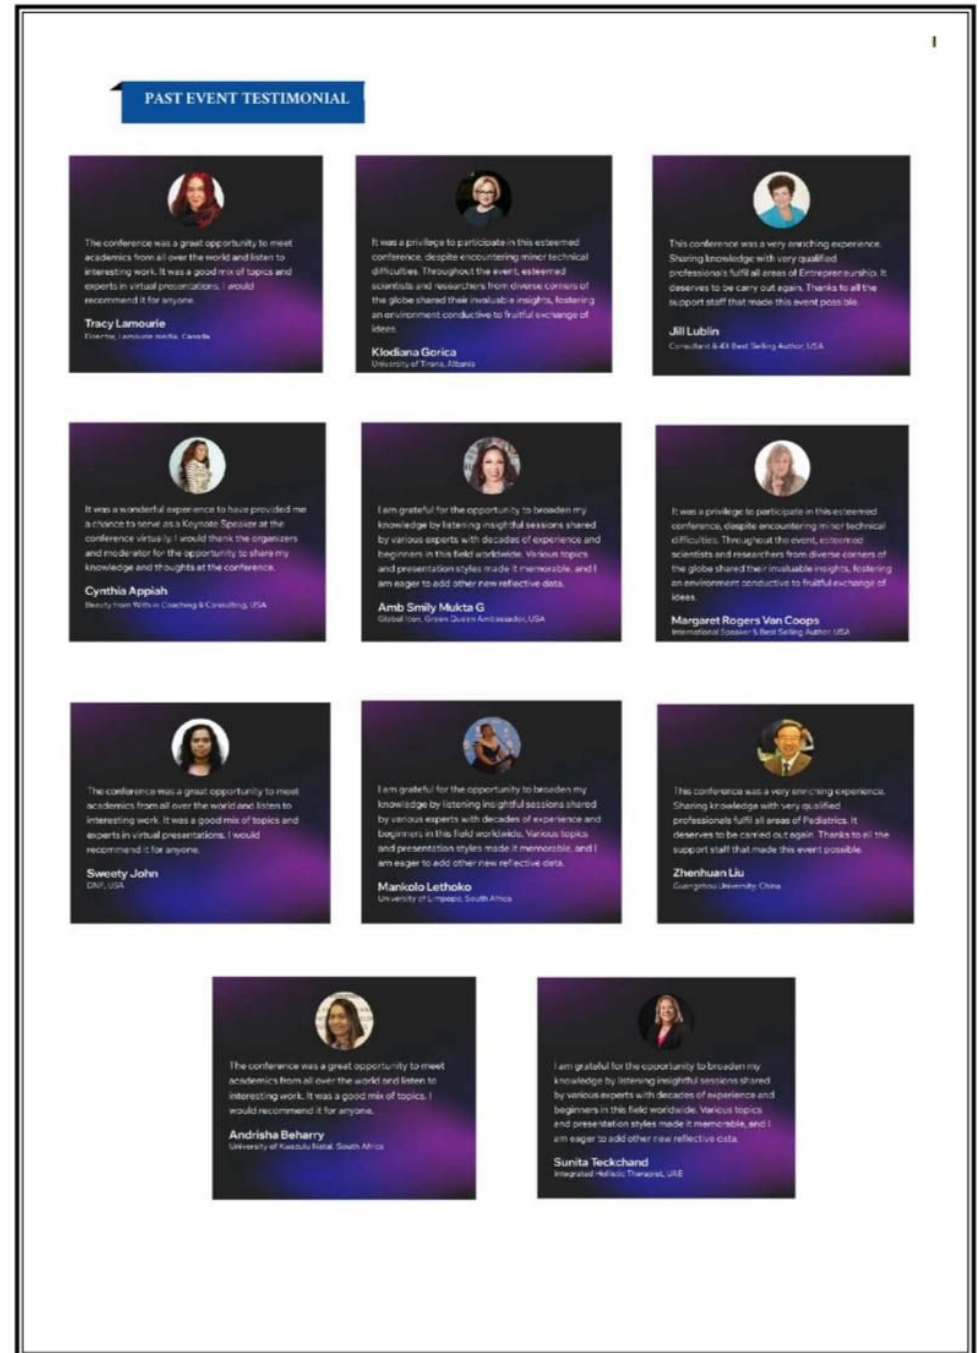 PAST EVENT TESTIMONIAL
The conference was a great opportunity to meet
academics from all over the world and listen to
interesting work. It was a good mix of topics and
experts in virtual presentations. I would
recommend it for anyone.
Tracy Lamourie
Director, Lamourie media, Canada
It was a privilege to participate in this esteemed
conference, despite encountering minor technical
difficulties. Throughout the event, esteemed
scientists and researchers from diverse corners of
the globe shared their invaluable insights, fostering
an environment conductive to fruitful exchange of
ideas.
Klodiana Gorica
University of Tirana, Albania
This conference was a very enriching experience.
Sharing knowledge with very qualified
professionals fulfil all areas of Entrepreneurship. It
deserves to be carry out again. Thanks to all the
support staff that made this event possible.
Jill Lublin
Consultant & 4X Best Selling Author, USA
It was a wonderful experience to have provided me
a chance to serve as a Keynote Speaker at the
conference virtually. I would thank the organizers
and moderator for the opportunity to share my
knowledge and thoughts at the conference.
Cynthia Appiah
Beauty from With in Coaching & Consulting, USA
I am grateful for the opportunity to broaden my
knowledge by listening insightful sessions shared
by various experts with decades of experience and
beginners in this field worldwide. Various topics
and presentation styles made it memorable, and I
am eager to add other new reflective data.
Amb Smily Mukta G
Global Icon, Green Queen Ambassador, USA
It was a privilege to participate in this esteemed
conference, despite encountering minor technical
difficulties. Throughout the event, esteemed
scientists and researchers from diverse corners of
the globe shared their invaluable insights, fostering
an environment conductive to fruitful exchange of
ideas.
Margaret Rogers Van Coops
International Speaker & Best Selling Author, USA
The conference was a great opportunity to meet
academics from all over the world and listen to
interesting work. It was a good mix of topics and
experts in virtual presentations. I would
recommend it for anyone.
Sweety John
DNP, USA
I am grateful for the opportunity to broaden my
knowledge by listening insightful sessions shared
by various experts with decades of experience and
beginners in this field worldwide. Various topics
and presentation styles made it memorable, and I
am eager to add other new reflective data.
Mankolo Lethoko
University of Limpopo, South Africa
This conference was a very enriching experience.
Sharing knowledge with very qualified
professionals fulfil all areas of Pediatrics. It
deserves to be carried out again. Thanks to all the
support staff that made this event possible.
Zhenhuan Liu
Guangzhou University, China
The conference was a great opportunity to meet
academics from all over the world and listen to
interesting work. It was a good mix of topics. I
would recommend it for anyone.
Andrisha Beharry
University of Kwazulu Natal, South Africa
I am grateful for the opportunity to broaden my
knowledge by listening insightful sessions shared
by various experts with decades of experience and
beginners in this field worldwide. Various topics
and presentation styles made it memorable, and I
am eager to add other new reflective data.
Sunita Teckchand
Integrated Holistic Therapist, UAE